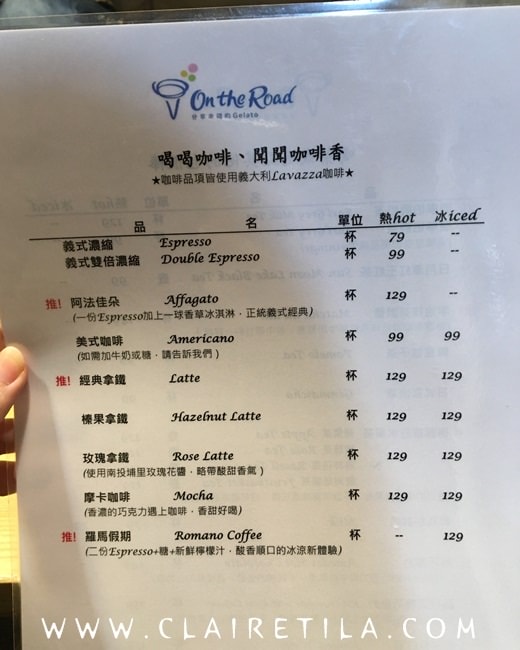 On the Road
喝喝咖啡、聞聞咖啡香
★咖啡品項皆使用義大利Lavazza咖啡★
品 名 單位 熱hot 冰iced
義式濃縮 Espresso 杯 79 --
義式雙倍濃縮 Double Espresso 杯 99 --
推! 阿法佳朵 Affagato 杯 129 --
(一份Espresso加上一球香草冰淇淋，正統義式經典)
美式咖啡 Americano 杯 99 99
(如需加牛奶或糖，請告訴我們)
推! 經典拿鐵 Latte 杯 129 129
榛果拿鐵 Hazelnut Latte 杯 129 129
玫瑰拿鐵 Rose Latte 杯 129 129
(使用南投埔里玫瑰花醬，略帶酸甜香氣)
摩卡咖啡 Mocha 杯 129 129
(香濃的巧克力遇上咖啡，香甜好喝)
推! 羅馬假期 Romano Coffee 杯 -- 129
(二份Espresso+糖+新鮮檸檬汁，酸香順口的冰涼新體驗)
WWW.CLAIRETILA.COM